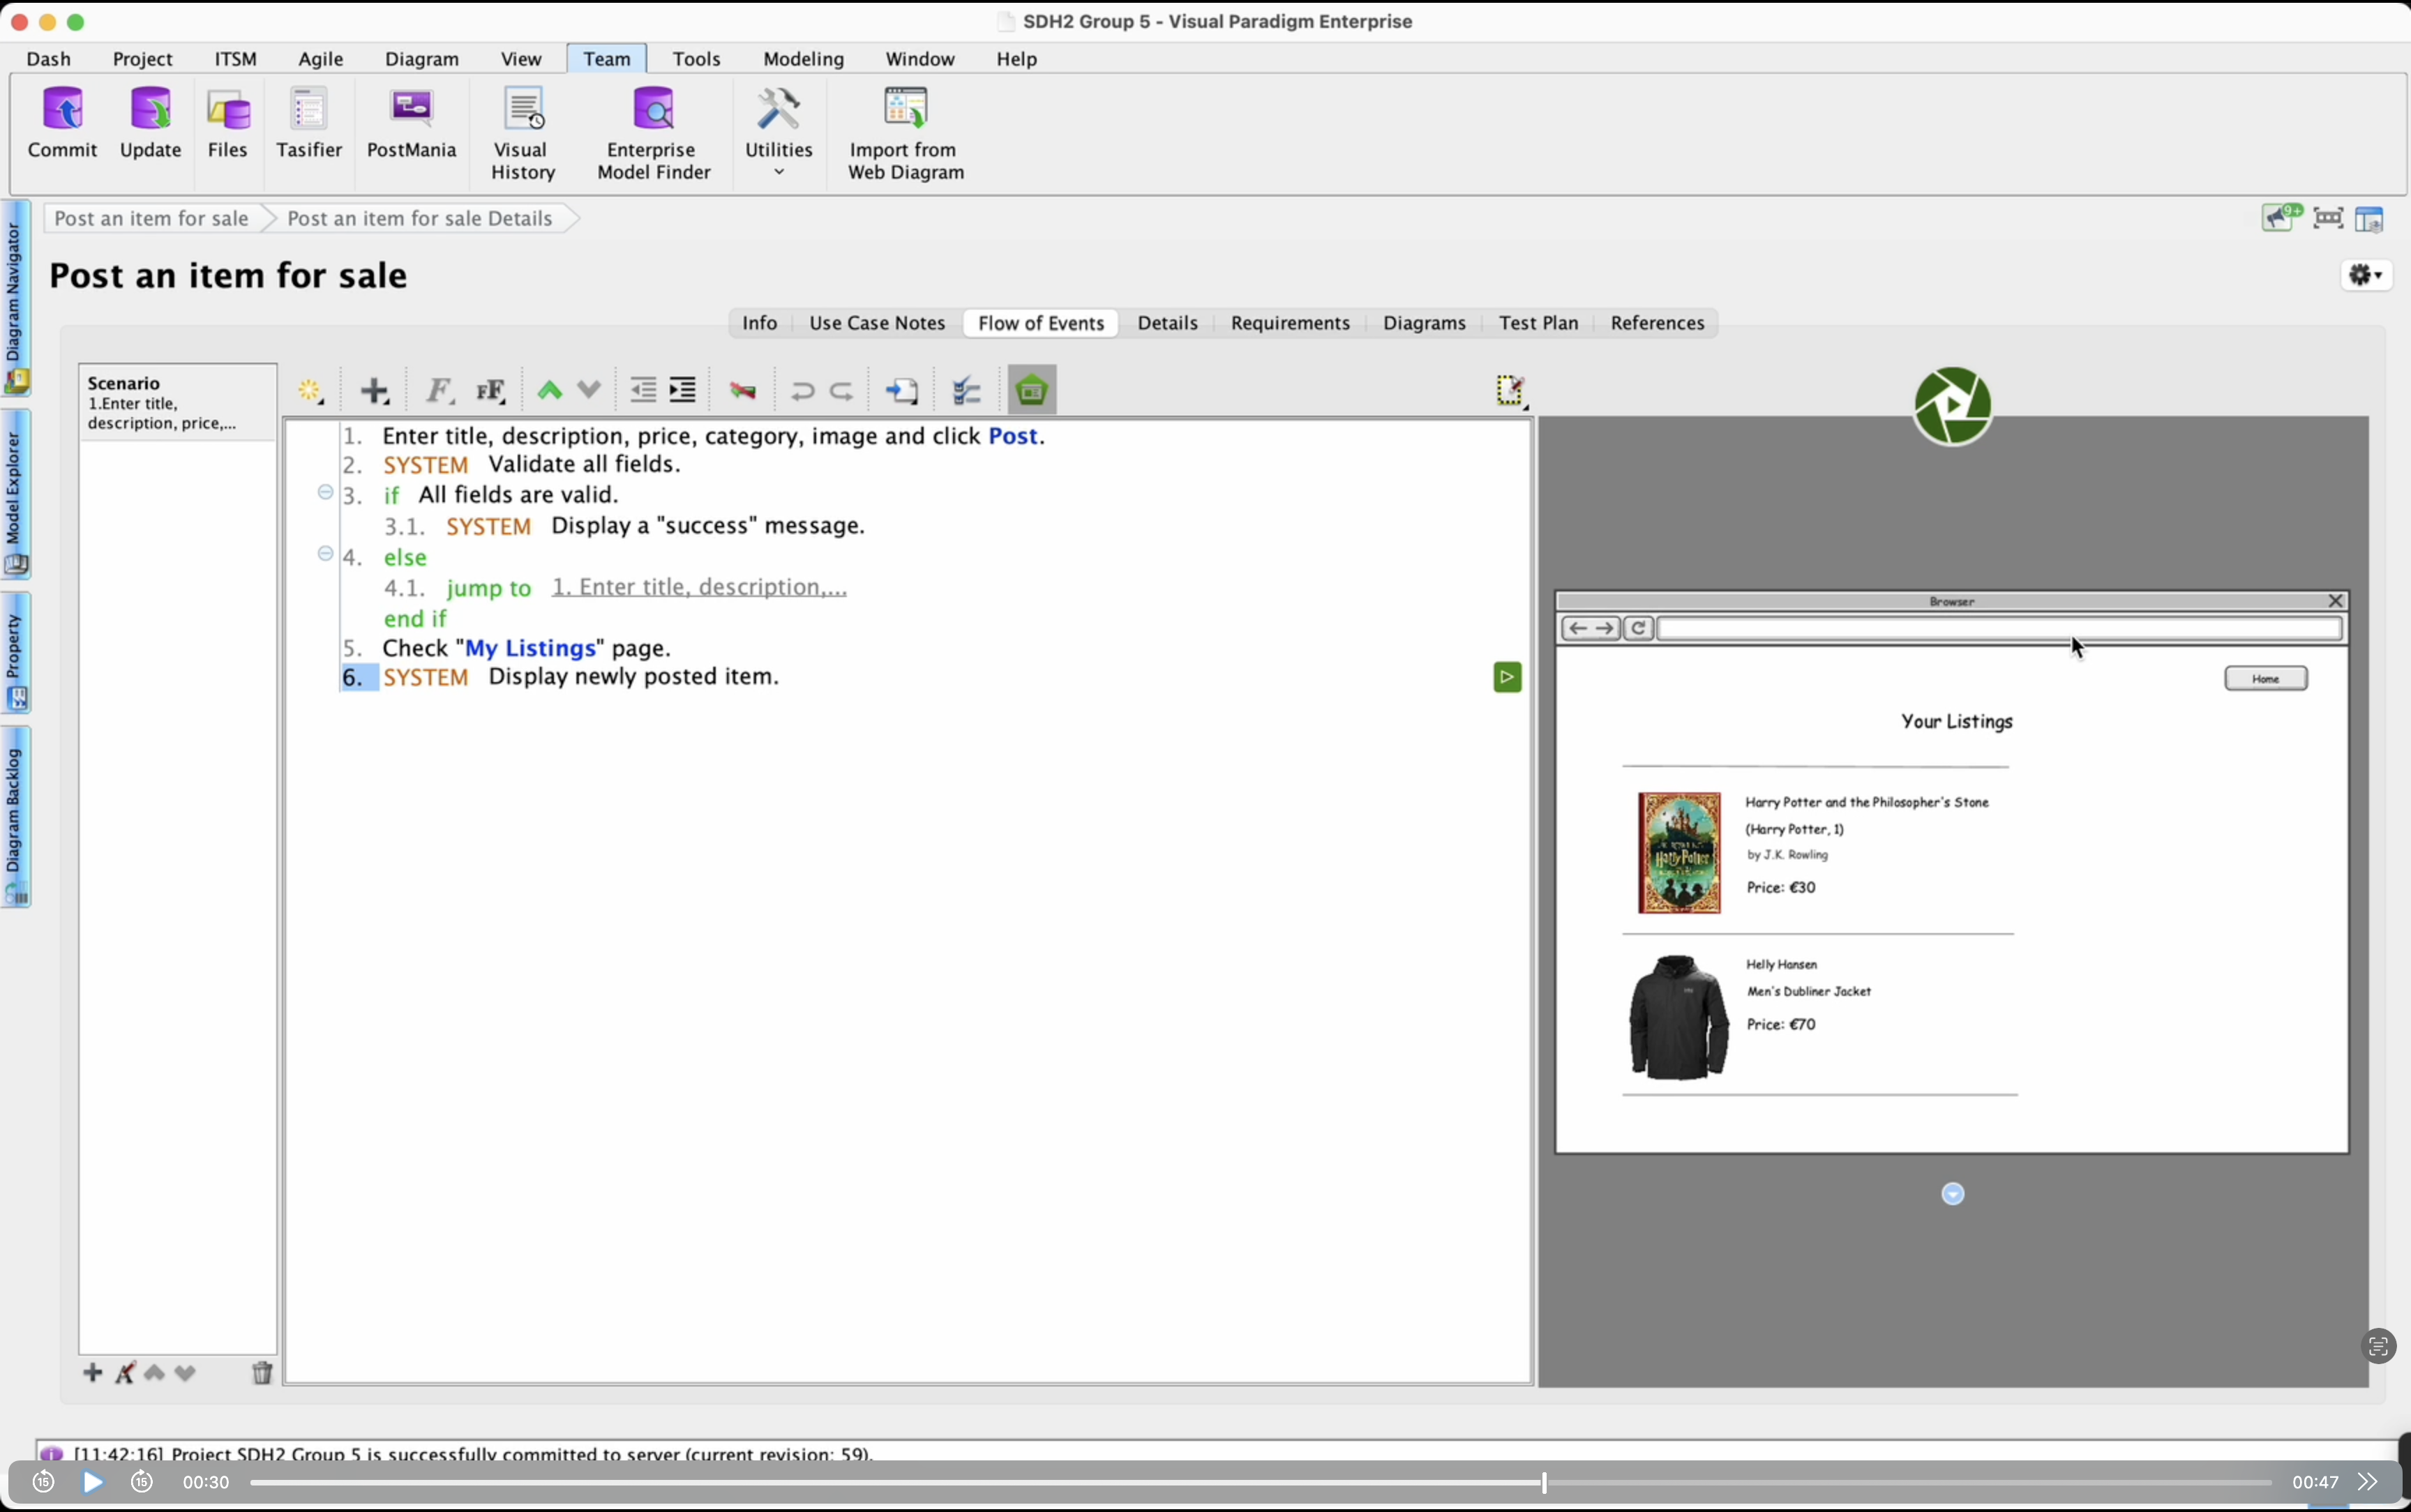 SDH2 Group 5 - Visual Paradigm Enterprise
Dash Project ITSM Agile Diagram View Team Tools Modeling Window Help
Commit Update Files Tasifier PostMania Visual History Enterprise Model Finder Utilities Import from Web Diagram
Post an item for sale Post an item for sale Details
9+
Post an item for sale
Info Use Case Notes Flow of Events Details Requirements Diagrams Test Plan References
Diagram Navigator
Model Explorer
Property
Diagram Backlog
Scenario
1.Enter title,
description, price,...
1. Enter title, description, price, category, image and click Post.
2. SYSTEM Validate all fields.
3. if All fields are valid.
3.1. SYSTEM Display a "success" message.
4. else
4.1. jump to 1. Enter title, description,...
end if
5. Check "My Listings" page.
6. SYSTEM Display newly posted item.
Browser
Home
Your Listings
Harry Potter and the Philosopher's Stone
(Harry Potter, 1)
by J.K. Rowling
Price: €30
Harry Potter
Helly Hansen
Men's Dubliner Jacket
Price: €70
[11:42:16] Project SDH2 Group 5 is successfully committed to server (current revision: 59).
15 15 00:30 00:47